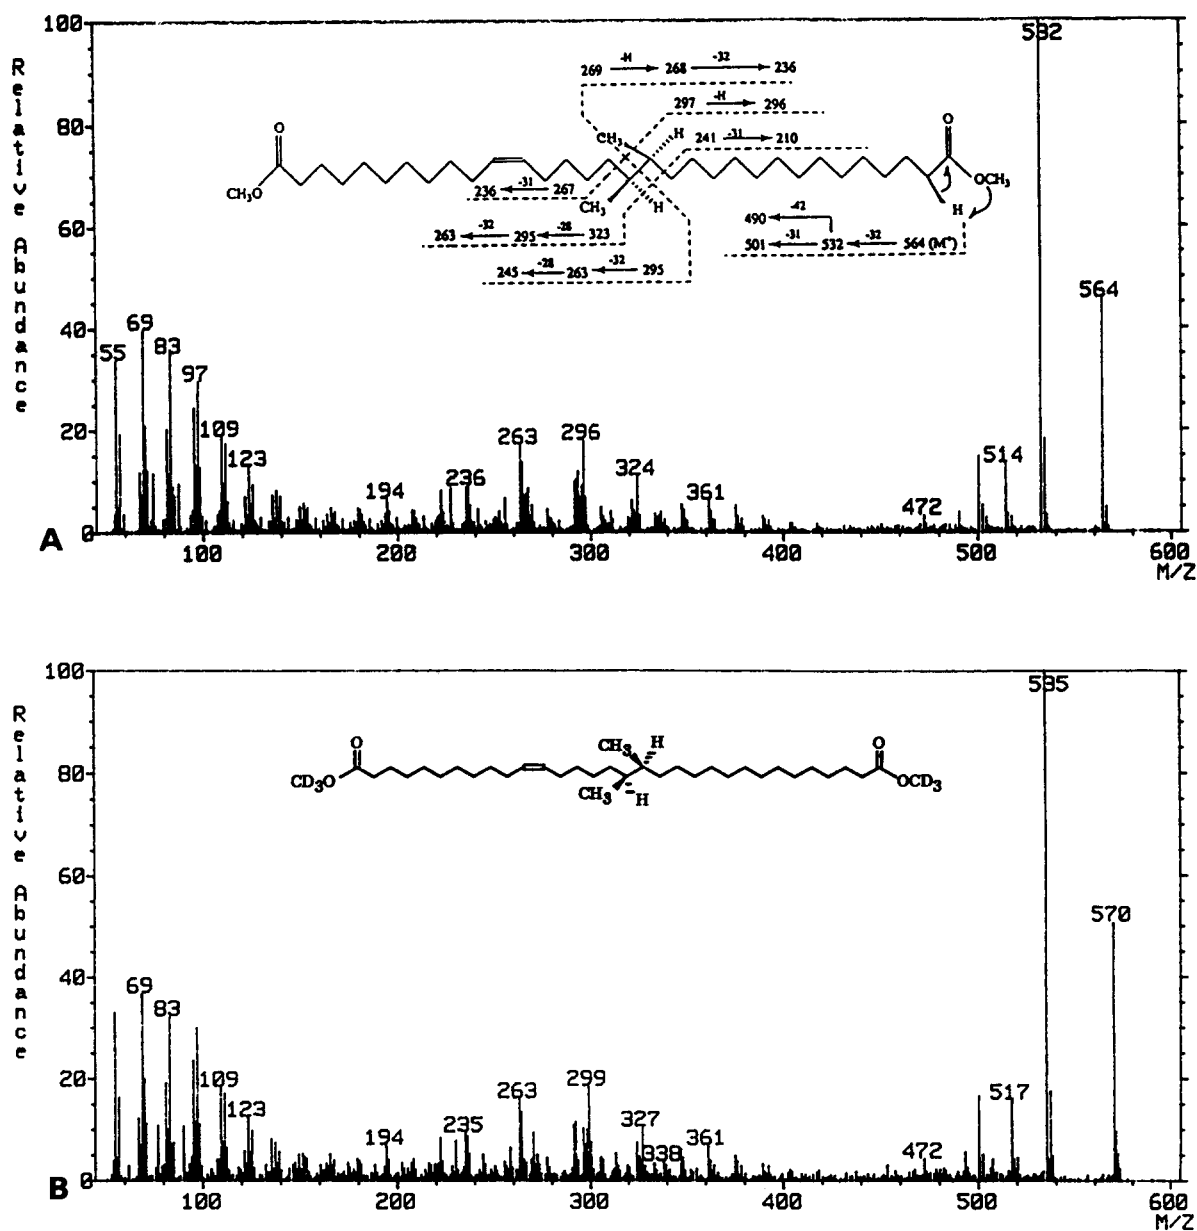 100
532
Relative Abundance
269 -H 268 -32 236
297 -H 296
80
O
CH₃
H
241 -31 210
O
CH₃O
236 -31 267
CH₃
H
OCH₃
H
490 -42
60
263 -32 295 -28 323
501 -31 532 -32 564 (M⁺)
245 -28 263 -32 295
564
40
69
55
83
97
20
109
123
194
236
263
296
324
361
472
514
A
0
100
200
300
400
500
600
M/Z
100
535
Relative Abundance
O
CH₃
H
O
80
CD₃O
CH₃
H
OCD₃
60
570
40
69
83
20
109
123
194
235
263
299
327
338
361
472
517
B
0
100
200
300
400
500
600
M/Z